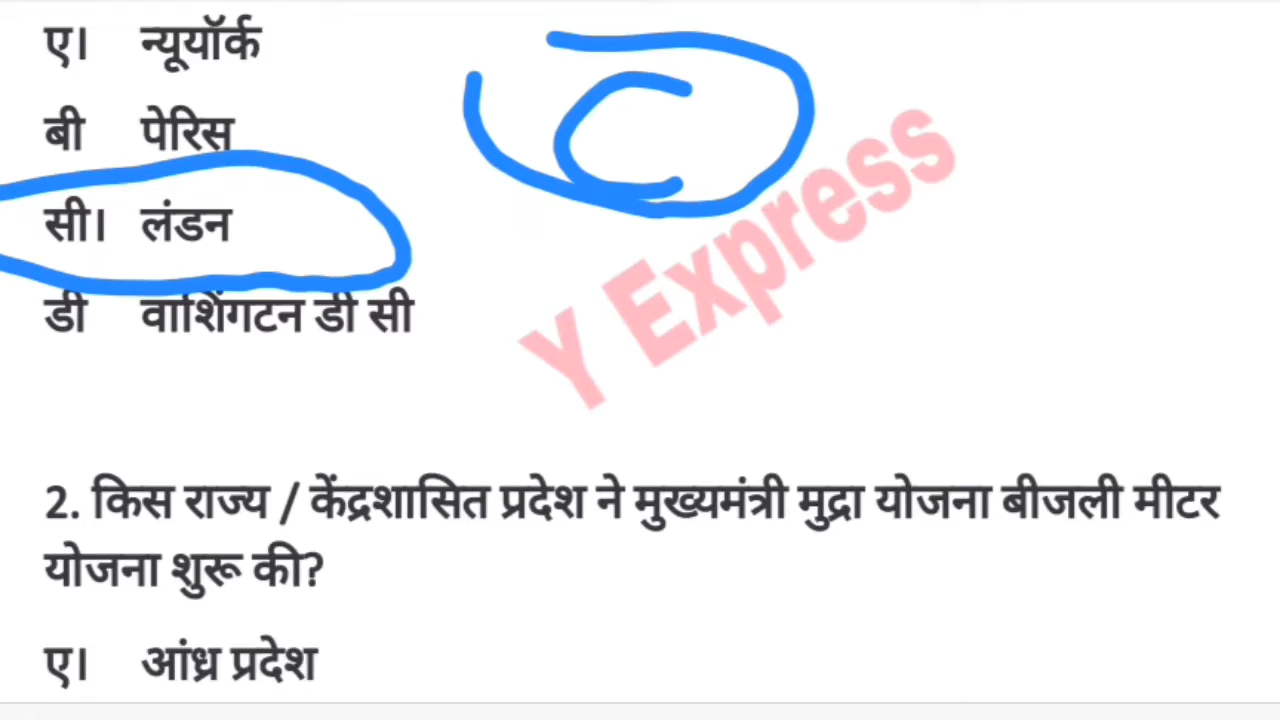 ए। न्यूयॉर्क
बी पेरिस
C
सी। लंडन
डी वाशिंगटन डी सी
Y Express
2. किस राज्य / केंद्रशासित प्रदेश ने मुख्यमंत्री मुद्रा योजना बीजली मीटर
योजना शुरू की?
ए। आंध्र प्रदेश